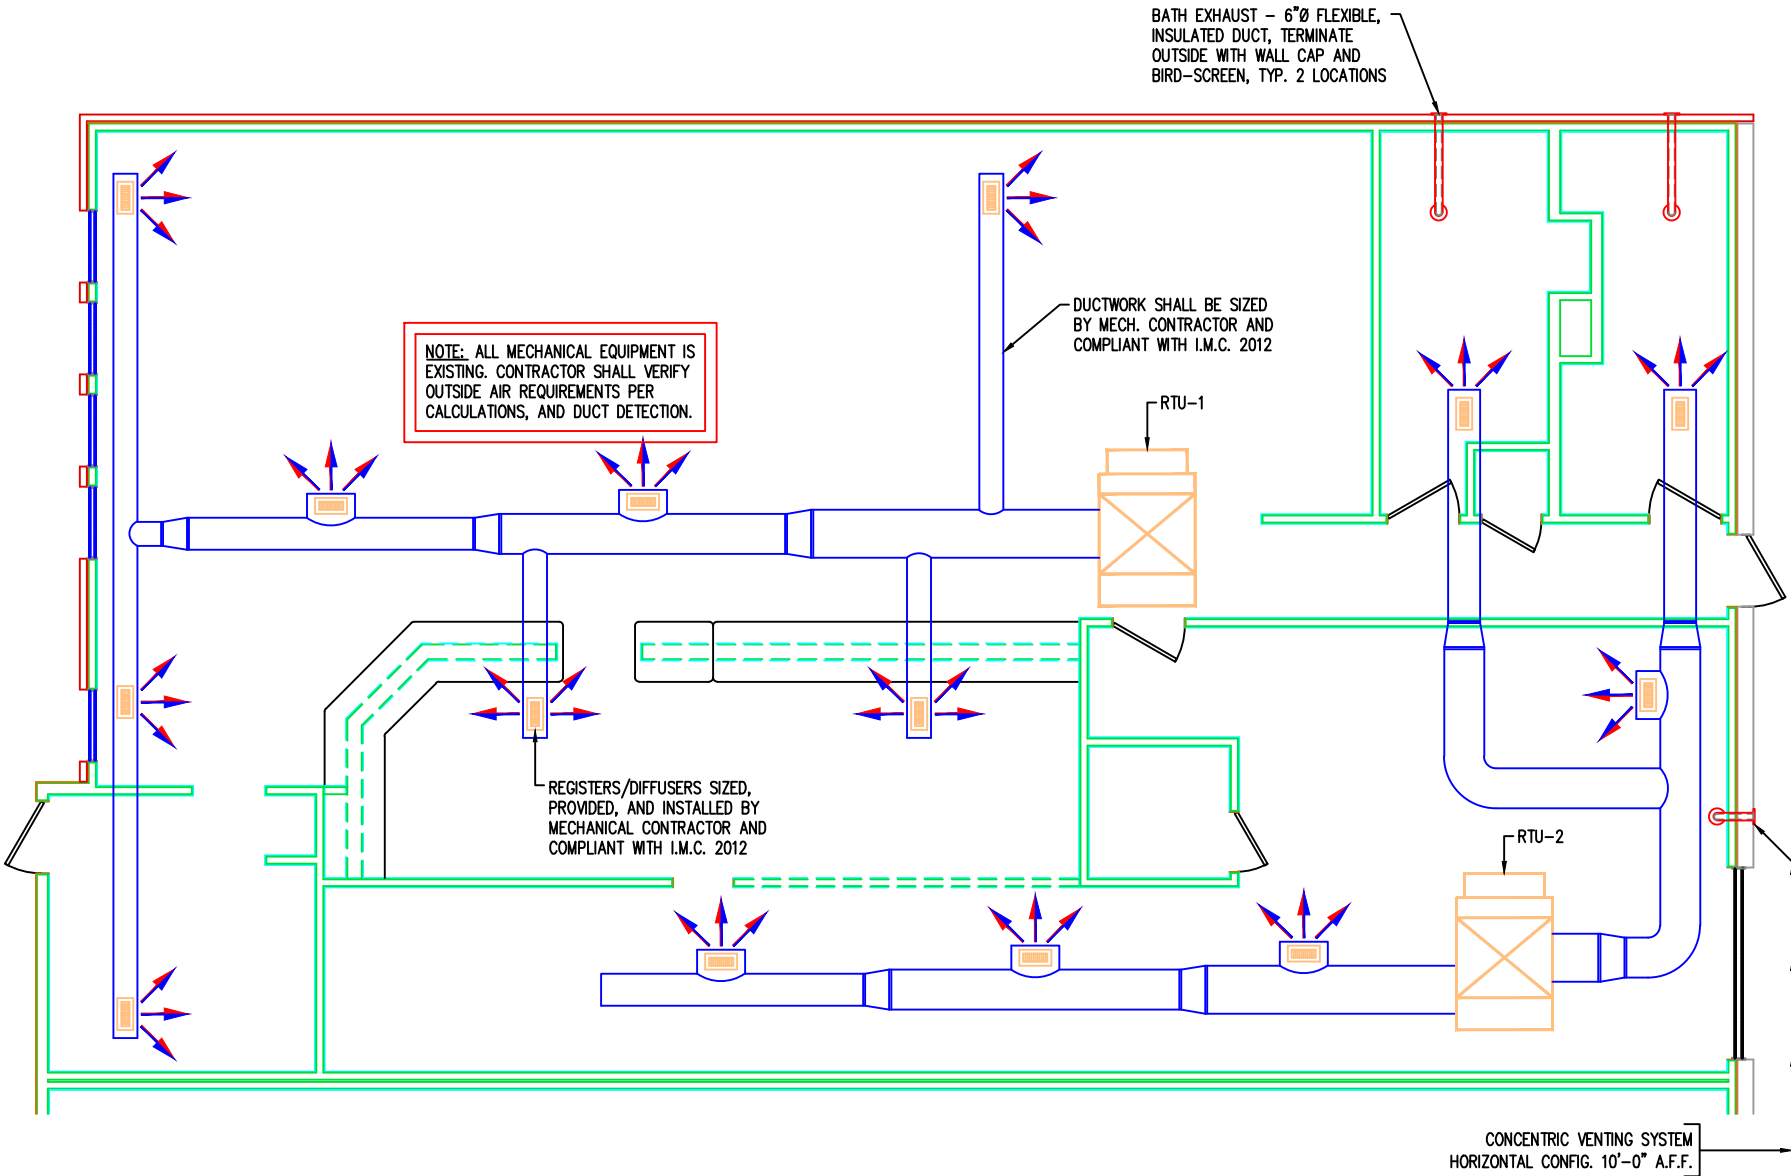 BATH EXHAUST – 6"Ø FLEXIBLE,
INSULATED DUCT, TERMINATE
OUTSIDE WITH WALL CAP AND
BIRD-SCREEN, TYP. 2 LOCATIONS
DUCTWORK SHALL BE SIZED
BY MECH. CONTRACTOR AND
COMPLIANT WITH I.M.C. 2012
NOTE: ALL MECHANICAL EQUIPMENT IS
EXISTING. CONTRACTOR SHALL VERIFY
OUTSIDE AIR REQUIREMENTS PER
CALCULATIONS, AND DUCT DETECTION.
RTU-1
REGISTERS/DIFFUSERS SIZED,
PROVIDED, AND INSTALLED BY
MECHANICAL CONTRACTOR AND
COMPLIANT WITH I.M.C. 2012
RTU-2
CONCENTRIC VENTING SYSTEM
HORIZONTAL CONFIG. 10'-0" A.F.F.